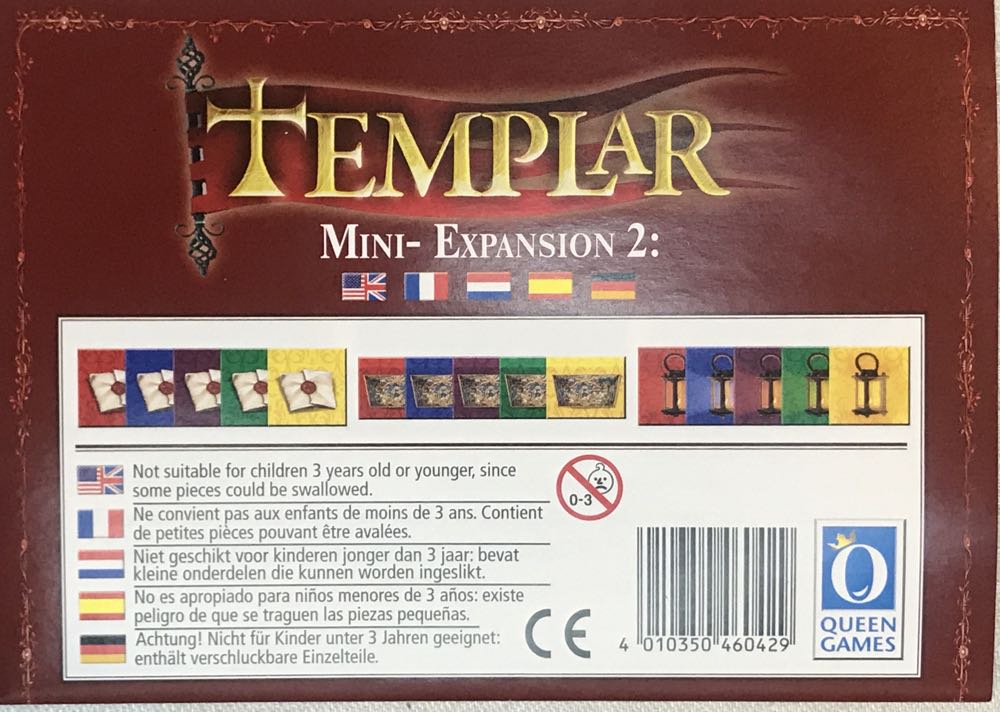 TEMPLAR
MINI- EXPANSION 2:
Not suitable for children 3 years old or younger, since
some pieces could be swallowed.
0-3
Ne convient pas aux enfants de moins de 3 ans. Contient
de petites pièces pouvant être avalées.
Niet geschikt voor kinderen jonger dan 3 jaar: bevat
kleine onderdelen die kunnen worden ingeslikt.
No es apropiado para niños menores de 3 años: existe
peligro de que se traguen las piezas pequeñas.
Achtung! Nicht für Kinder unter 3 Jahren geeignet:
enthält verschluckbare Einzelteile.
CE
4 010350 460429
Q
QUEEN
GAMES